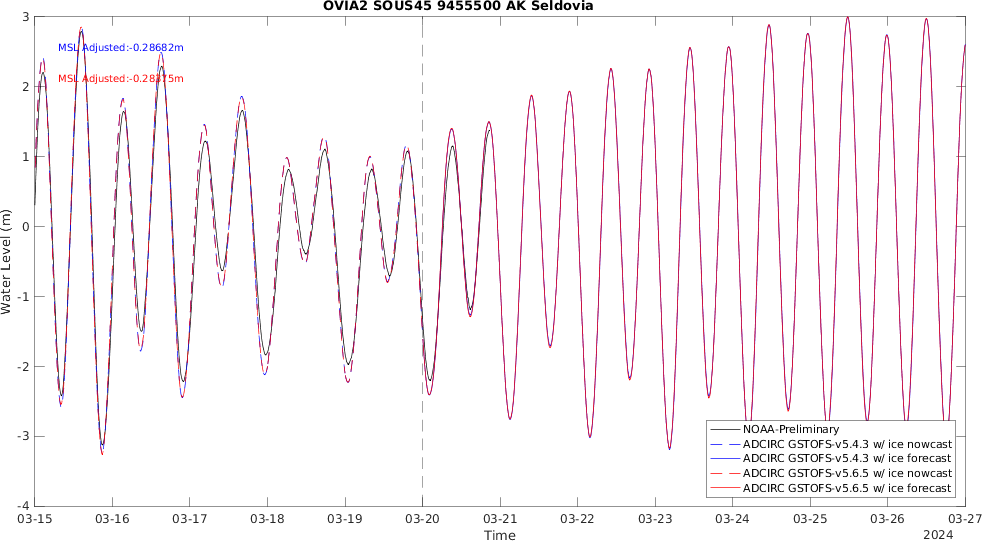 OVIA2 SOUS45 9455500 AK Seldovia
3
MSL Adjusted:-0.28682m
MSL Adjusted:-0.28375m
2
1
0
-1
-2
-3
-4
Water Level (m)
NOAA-Preliminary
ADCIRC GSTOFS-v5.4.3 w/ ice nowcast
ADCIRC GSTOFS-v5.4.3 w/ ice forecast
ADCIRC GSTOFS-v5.6.5 w/ ice nowcast
ADCIRC GSTOFS-v5.6.5 w/ ice forecast
03-15 03-16 03-17 03-18 03-19 03-20 03-21 03-22 03-23 03-24 03-25 03-26 03-27
Time
2024